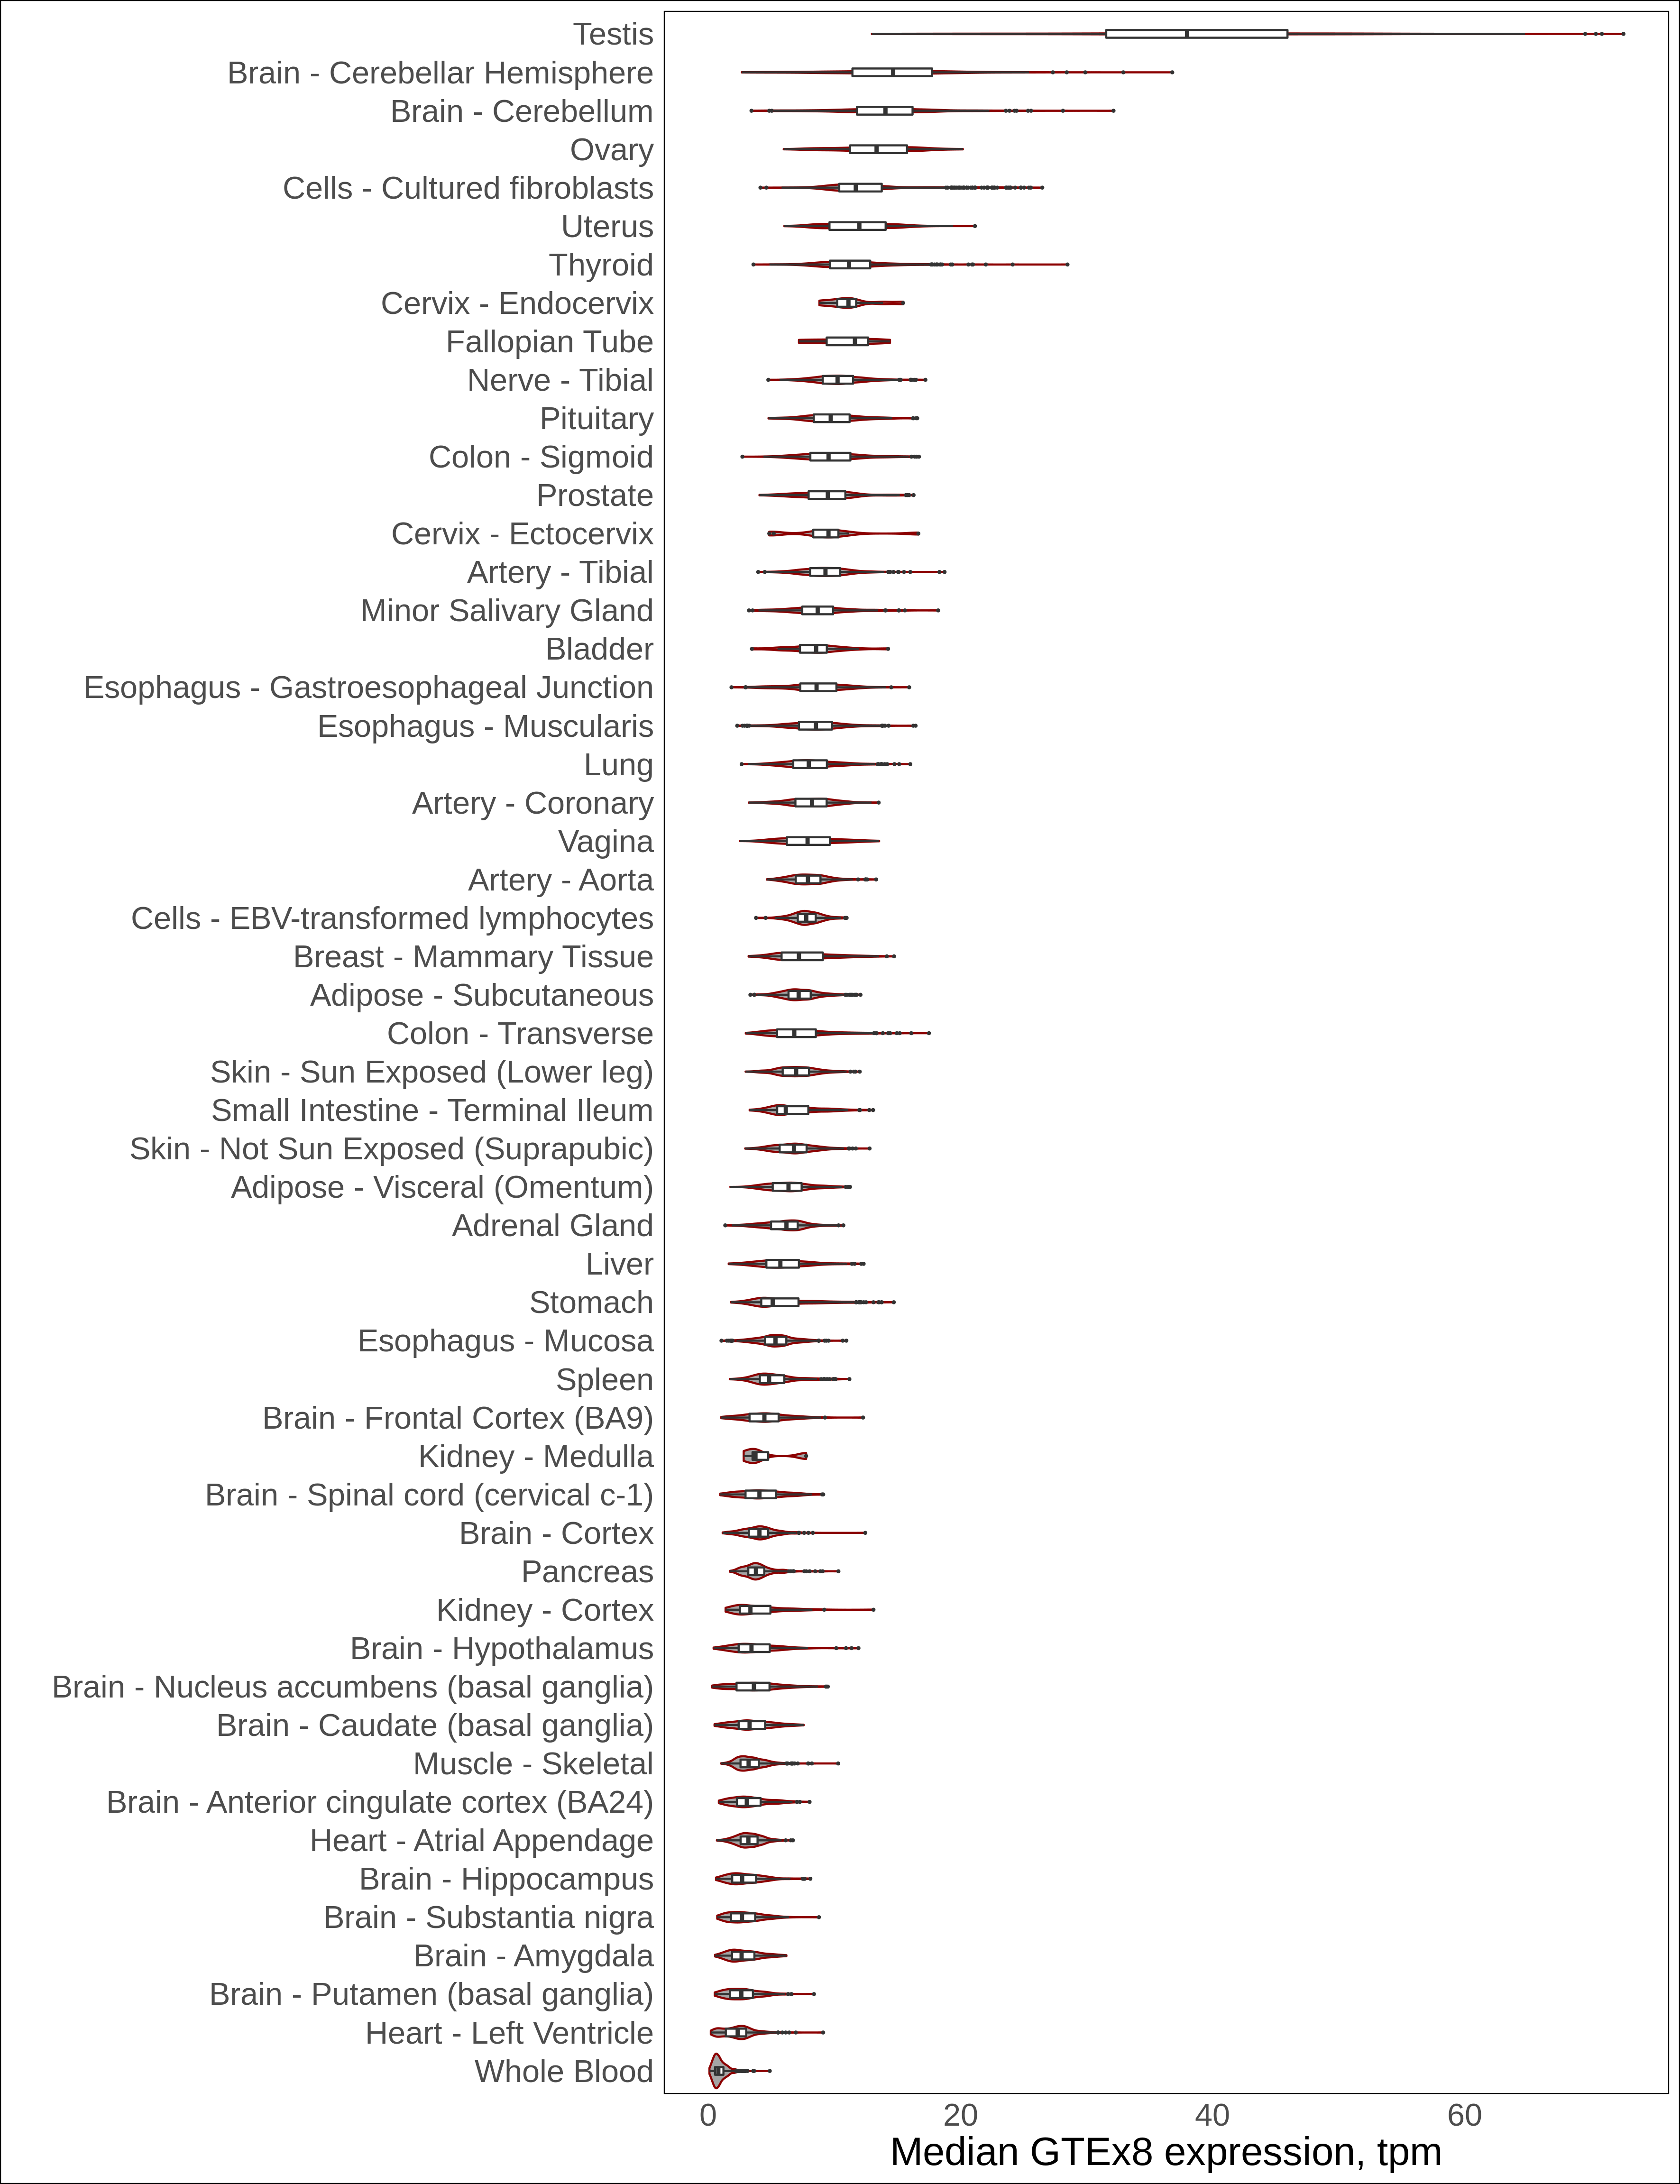 Testis
Brain - Cerebellar Hemisphere
Brain - Cerebellum
Ovary
Cells - Cultured fibroblasts
Uterus
Thyroid
Cervix - Endocervix
Fallopian Tube
Nerve - Tibial
Pituitary
Colon - Sigmoid
Prostate
Cervix - Ectocervix
Artery - Tibial
Minor Salivary Gland
Bladder
Esophagus - Gastroesophageal Junction
Esophagus - Muscularis
Lung
Artery - Coronary
Vagina
Artery - Aorta
Cells - EBV-transformed lymphocytes
Breast - Mammary Tissue
Adipose - Subcutaneous
Colon - Transverse
Skin - Sun Exposed (Lower leg)
Small Intestine - Terminal Ileum
Skin - Not Sun Exposed (Suprapubic)
Adipose - Visceral (Omentum)
Adrenal Gland
Liver
Stomach
Esophagus - Mucosa
Spleen
Brain - Frontal Cortex (BA9)
Kidney - Medulla
Brain - Spinal cord (cervical c-1)
Brain - Cortex
Pancreas
Kidney - Cortex
Brain - Hypothalamus
Brain - Nucleus accumbens (basal ganglia)
Brain - Caudate (basal ganglia)
Muscle - Skeletal
Brain - Anterior cingulate cortex (BA24)
Heart - Atrial Appendage
Brain - Hippocampus
Brain - Substantia nigra
Brain - Amygdala
Brain - Putamen (basal ganglia)
Heart - Left Ventricle
Whole Blood
0 20 40 60
Median GTEx8 expression, tpm